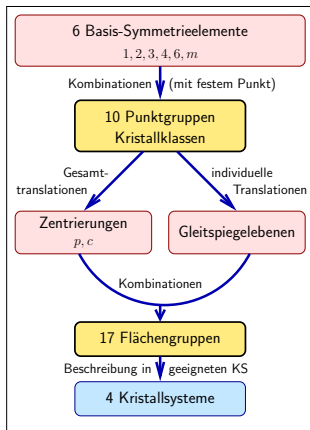 6 Basis-Symmetrieelemente
1, 2, 3, 4, 6, m
Kombinationen (mit festem Punkt)
10 Punktgruppen
Kristallklassen
Gesamt-
translationen
individuelle
Translationen
Zentrierungen
p, c
Gleitspiegelebenen
Kombinationen
17 Flächengruppen
Beschreibung in geeigneten KS
4 Kristallsysteme